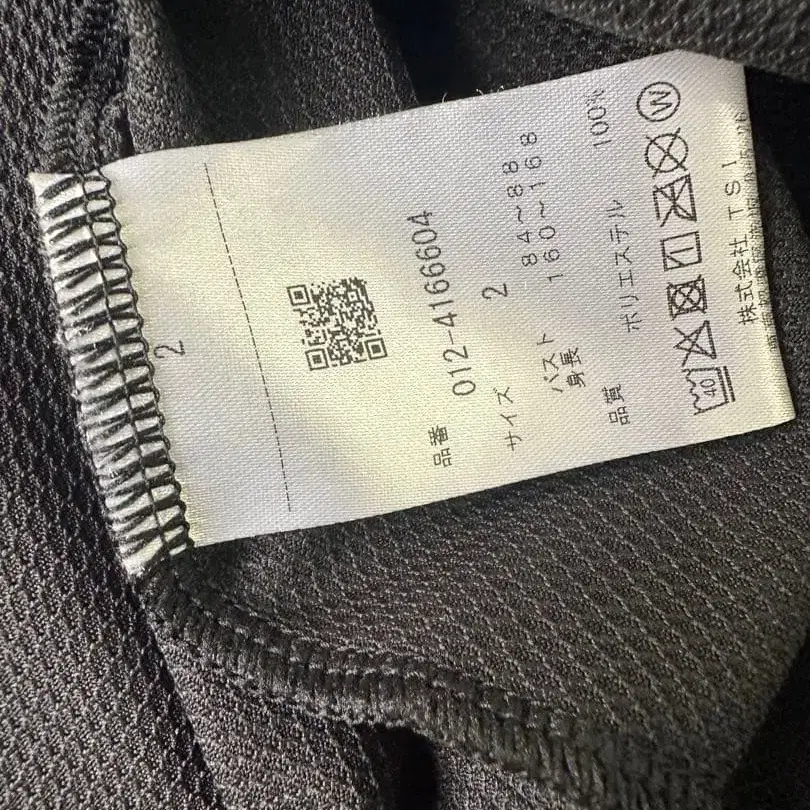 2
品番 012-4166604
サイズ 2
バスト 84~88
身長 160~168
品質 ポリエステル 100%
40
W
株式会社 TSI